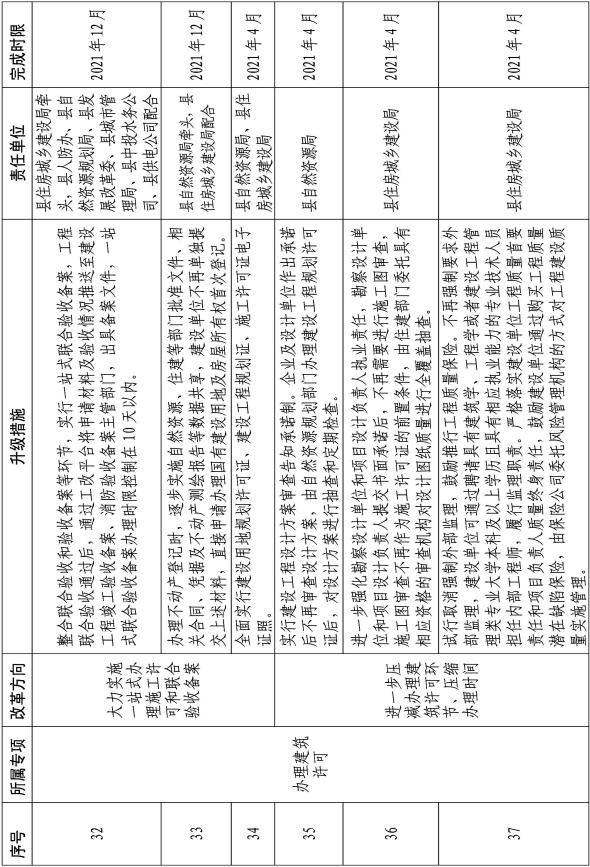 序号
所属专项
改革方向
升级措施
责任单位
完成时限
32
办理建筑
许可
大力实施
一站式办
理施工许
可和联合
验收备案
整合联合验收和验收备案等环节，实行一站式联合验收备案，工程
联合验收通过后，通过工改平台将申请材料及验收情况推送至建设
工程竣工验收备案、消防验收备案主管部门，出具备案文件，一站
式联合验收备案办理时限控制在 10 天以内。
县住房城乡建设局牵
头、县人防办、县自
然资源规划局、县发
展改革委、县城市管
理局、县中投水务公
司、县供电公司配合
2021 年 12 月
33
办理不动产登记时，逐步实施自然资源、住建等部门批准文件、相
关合同、凭据及不动产测绘报告等数据共享，建设单位不再单独提
交上述材料，直接申请办理国有建设用地及房屋所有权首次登记。
县自然资源局牵头，县
住房城乡建设局配合
2021 年 12 月
34
全面实行建设用地规划许可证、建设工程规划证、施工许可证电子
证照。
县自然资源局、县住
房城乡建设局
2021 年 4 月
35
进一步压
减办理建
筑许可环
节、压缩
办理时间
实行建设工程设计方案审查告知承诺制。企业及设计单位作出承诺
后不再审查设计方案，由自然资源规划部门办理建设工程规划许可
证后，对设计方案进行抽查和定期检查。
县自然资源局
2021 年 4 月
36
进一步强化勘察设计单位和项目设计负责人执业责任，勘察设计单
位和项目设计负责人提交书面承诺后，不再需要进行施工图审查，
施工图审查不再作为施工许可证的前置条件，由住建部门委托具有
相应资格的审查机构对设计图纸质量进行全覆盖抽查。
县住房城乡建设局
2021 年 4 月
37
试行取消强制外部监理，鼓励推行工程质量保险。不再强制要求外
部监理，建设单位可通过聘请具有建筑学、工程学或者建设工程管
理类专业大学本科及以上学历且具有相应执业能力的专业技术人员
担任内部工程师，履行监理职责。严格落实建设单位工程质量首要
责任和项目负责人质量终身责任，鼓励建设单位通过购买工程质量
潜在缺陷保险，由保险公司委托风险管理机构的方式对工程建设质
量实施管理。
县住房城乡建设局
2021 年 4 月